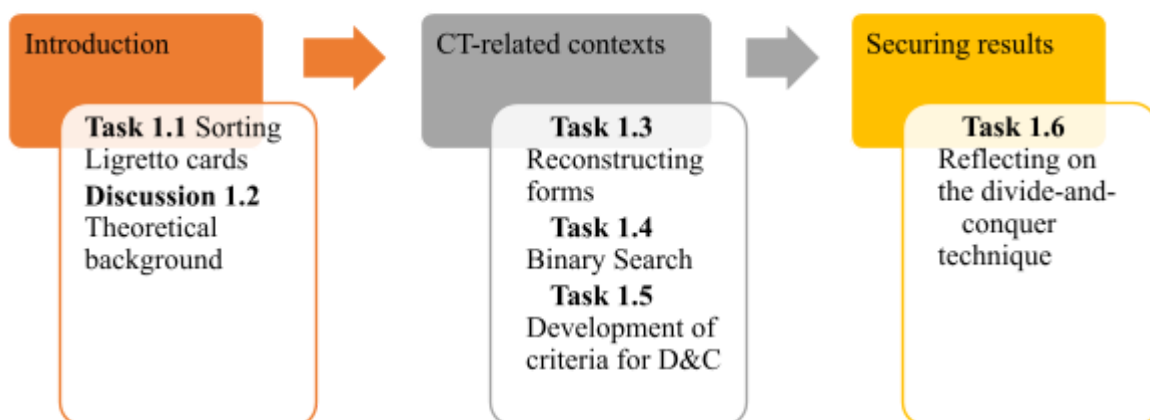 Introduction
Task 1.1 Sorting
Ligretto cards
Discussion 1.2
Theoretical
background
CT-related contexts
Task 1.3
Reconstructing
forms
Task 1.4
Binary Search
Task 1.5
Development of
criteria for D&C
Securing results
Task 1.6
Reflecting on
the divide-and-
conquer
technique